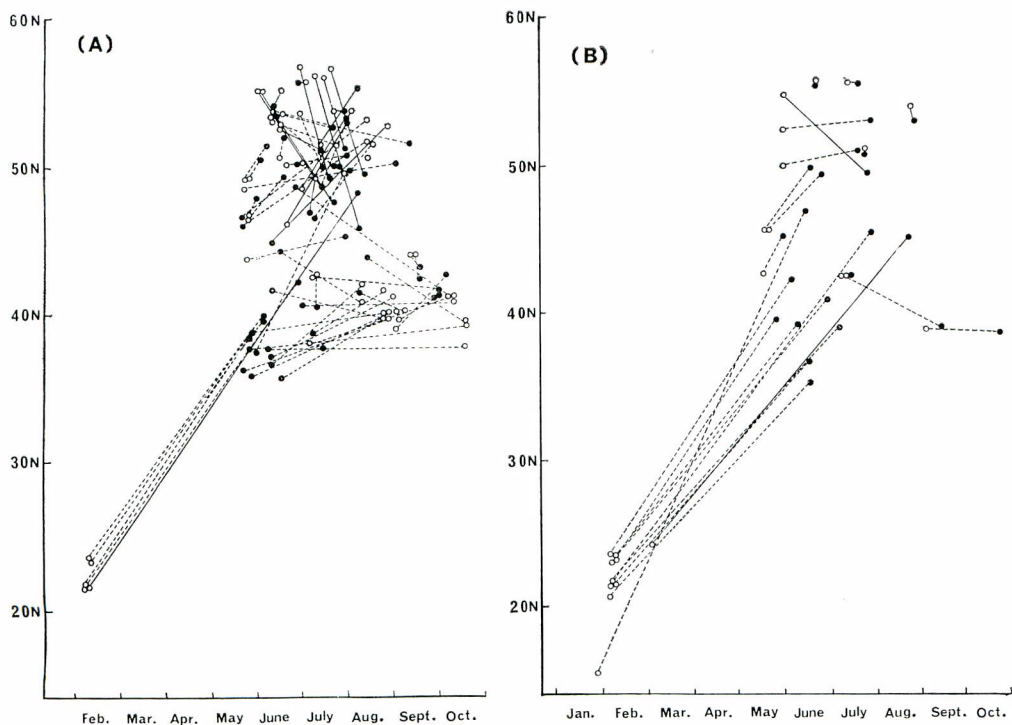 (A)
60N
50N
40N
30N
20N
Feb. Mar. Apr. May June July Aug. Sept. Oct.
(B)
60N
50N
40N
30N
20N
Jan. Feb. Mar. Apr. May June July Aug. Sept. Oct.